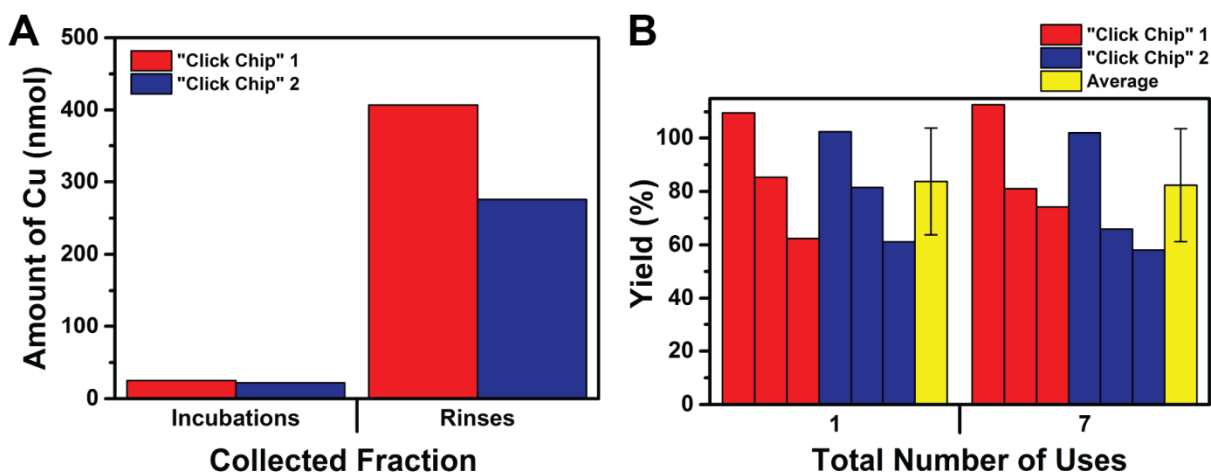 A
500
400
300
200
100
0
Amount of Cu (nmol)
"Click Chip" 1
"Click Chip" 2
Incubations
Rinses
Collected Fraction
B
"Click Chip" 1
"Click Chip" 2
Average
100
80
60
40
20
0
Yield (%)
1
7
Total Number of Uses